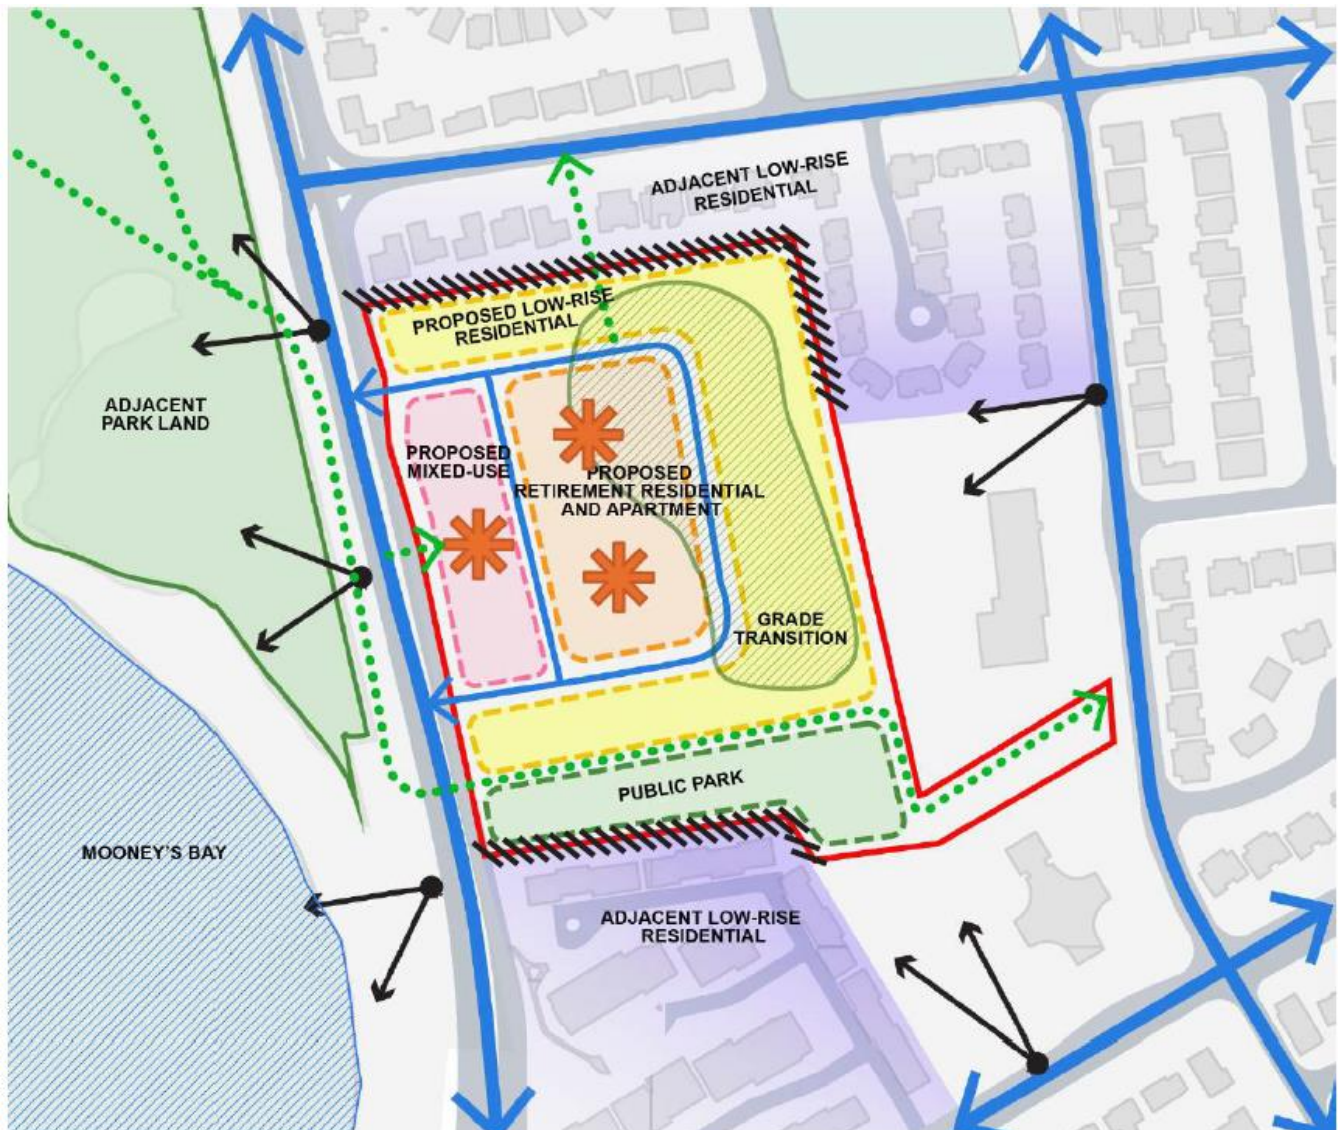 ADJACENT LOW-RISE
RESIDENTIAL
PROPOSED LOW-RISE
RESIDENTIAL
ADJACENT
PARK LAND
PROPOSED
MIXED-USE
PROPOSED
RETIREMENT RESIDENTIAL
AND APARTMENT
GRADE
TRANSITION
PUBLIC PARK
MOONEY'S BAY
ADJACENT LOW-RISE
RESIDENTIAL